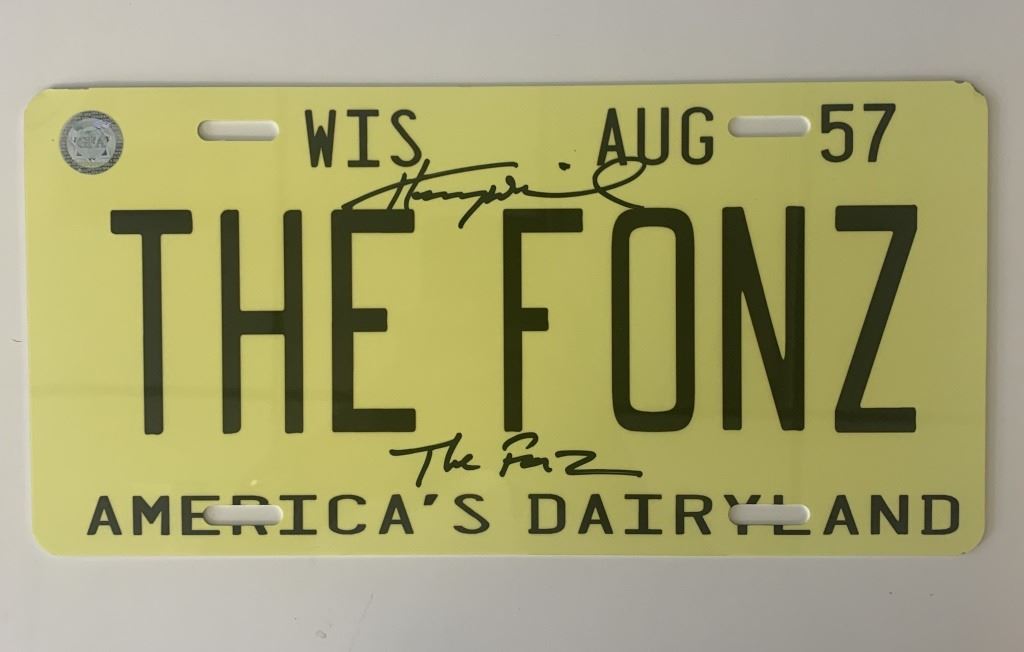 WIS AUG 57
THE FONZ
The Fonz
AMERICA'S DAIRYLAND